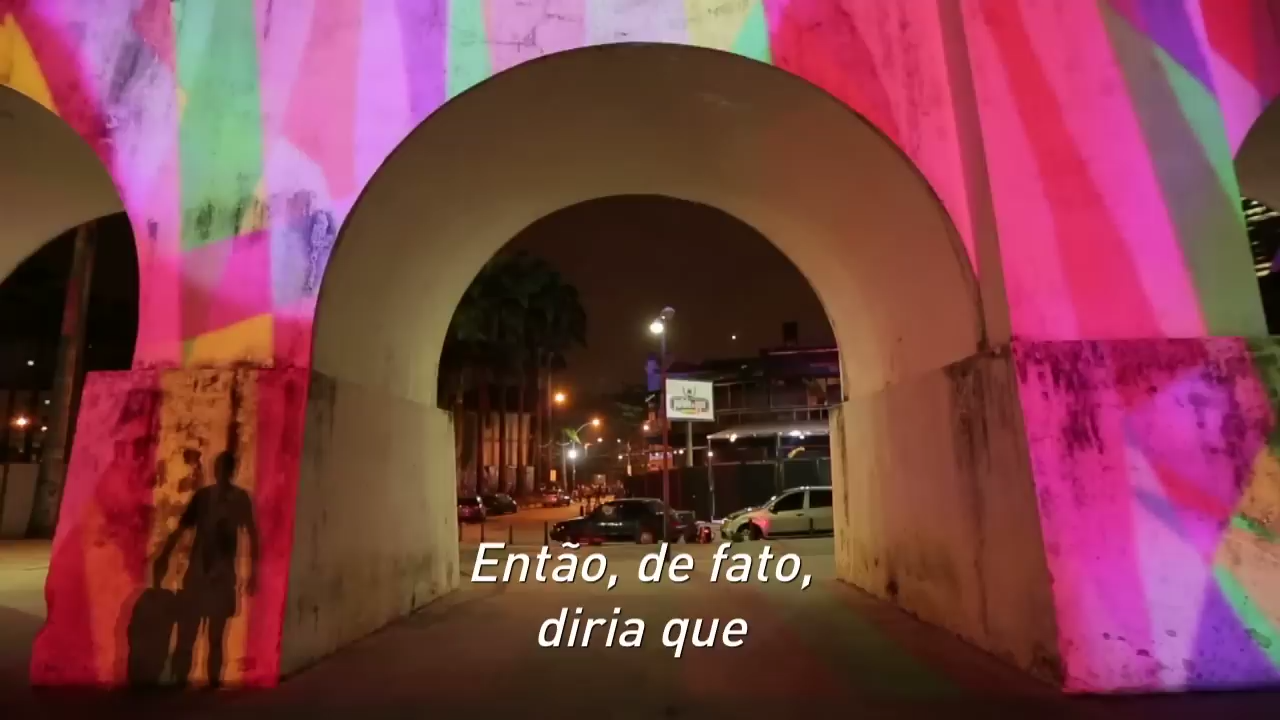 Então, de fato,
diria que